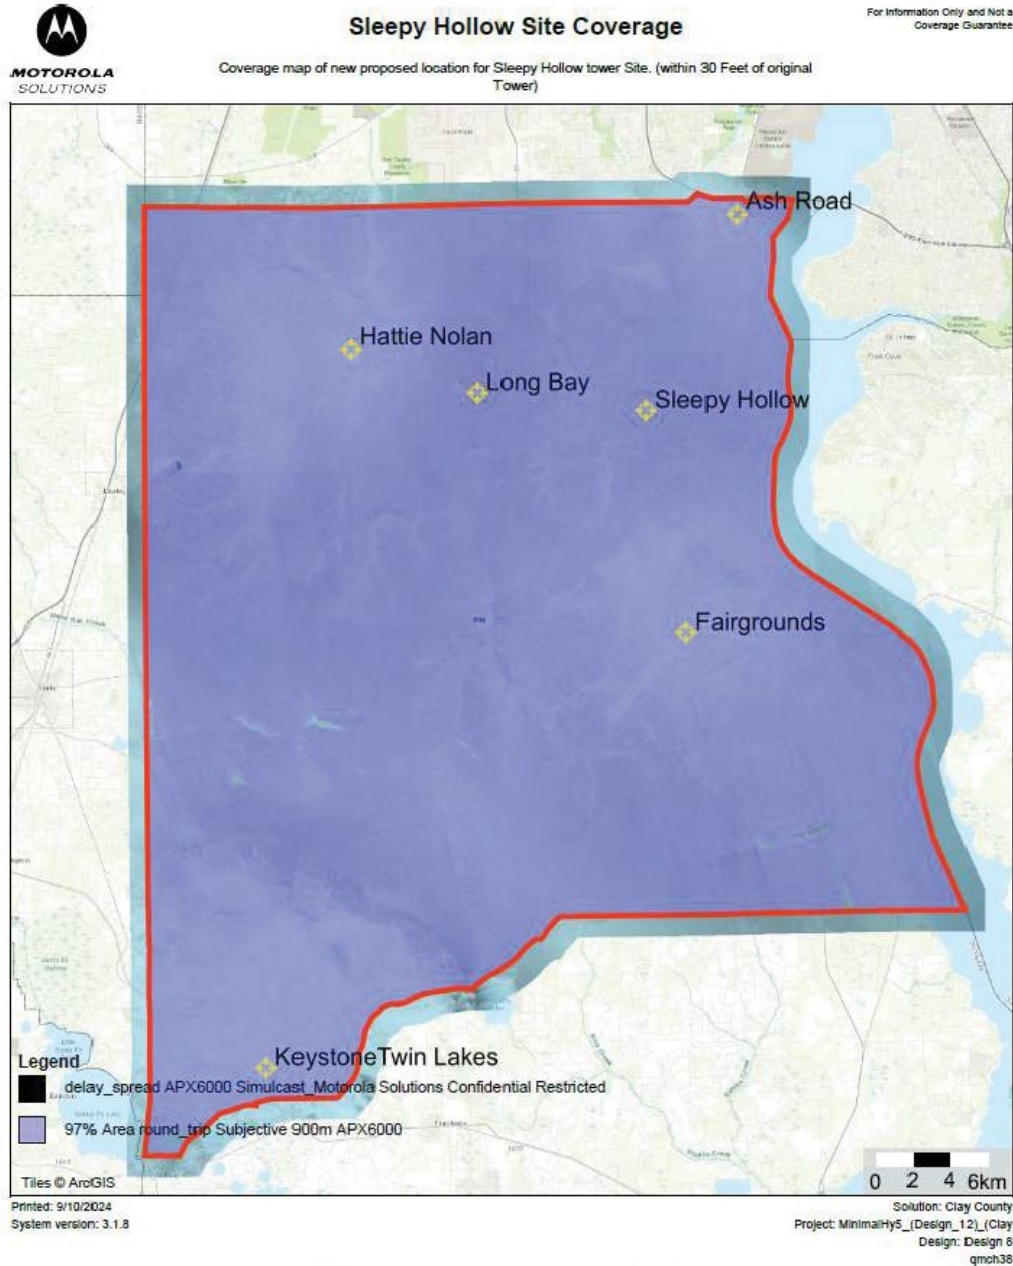 MOTOROLA
SOLUTIONS
Sleepy Hollow Site Coverage
For Information Only and Not a
Coverage Guarantee
Coverage map of new proposed location for Sleepy Hollow tower Site. (within 30 Feet of original
Tower)
Ash Road
Hattie Nolan
Long Bay
Sleepy Hollow
Fairgrounds
KeystoneTwin Lakes
Legend
delay_spread APX6000 Simulcast_Motorola Solutions Confidential Restricted
97% Area round_trip Subjective 900m APX6000
Tiles © ArcGIS
0 2 4 6km
Printed: 9/10/2024
System version: 3.1.8
Solution: Clay County
Project: MinimalHy5_(Design_12)_(Clay
Design: Design 8
qmch38